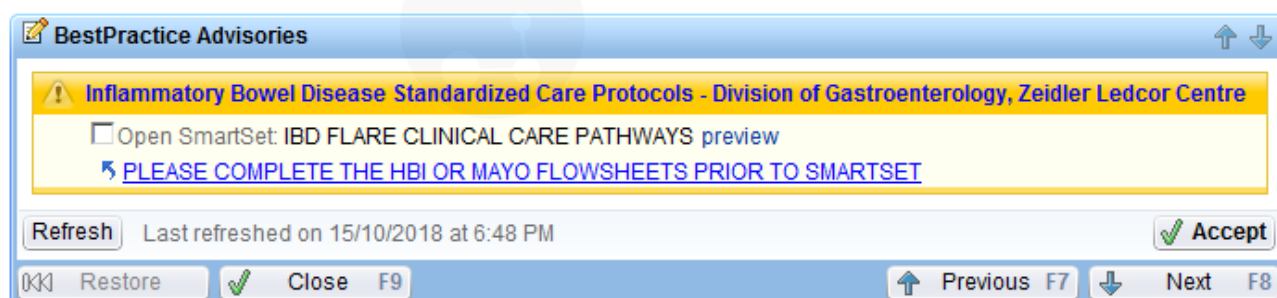 BestPractice Advisories
Inflammatory Bowel Disease Standardized Care Protocols - Division of Gastroenterology, Zeidler Ledcor Centre
Open SmartSet: IBD FLARE CLINICAL CARE PATHWAYS preview
PLEASE COMPLETE THE HBI OR MAYO FLOWSHEETS PRIOR TO SMARTSET
Refresh Last refreshed on 15/10/2018 at 6:48 PM Accept
Restore Close F9 Previous F7 Next F8